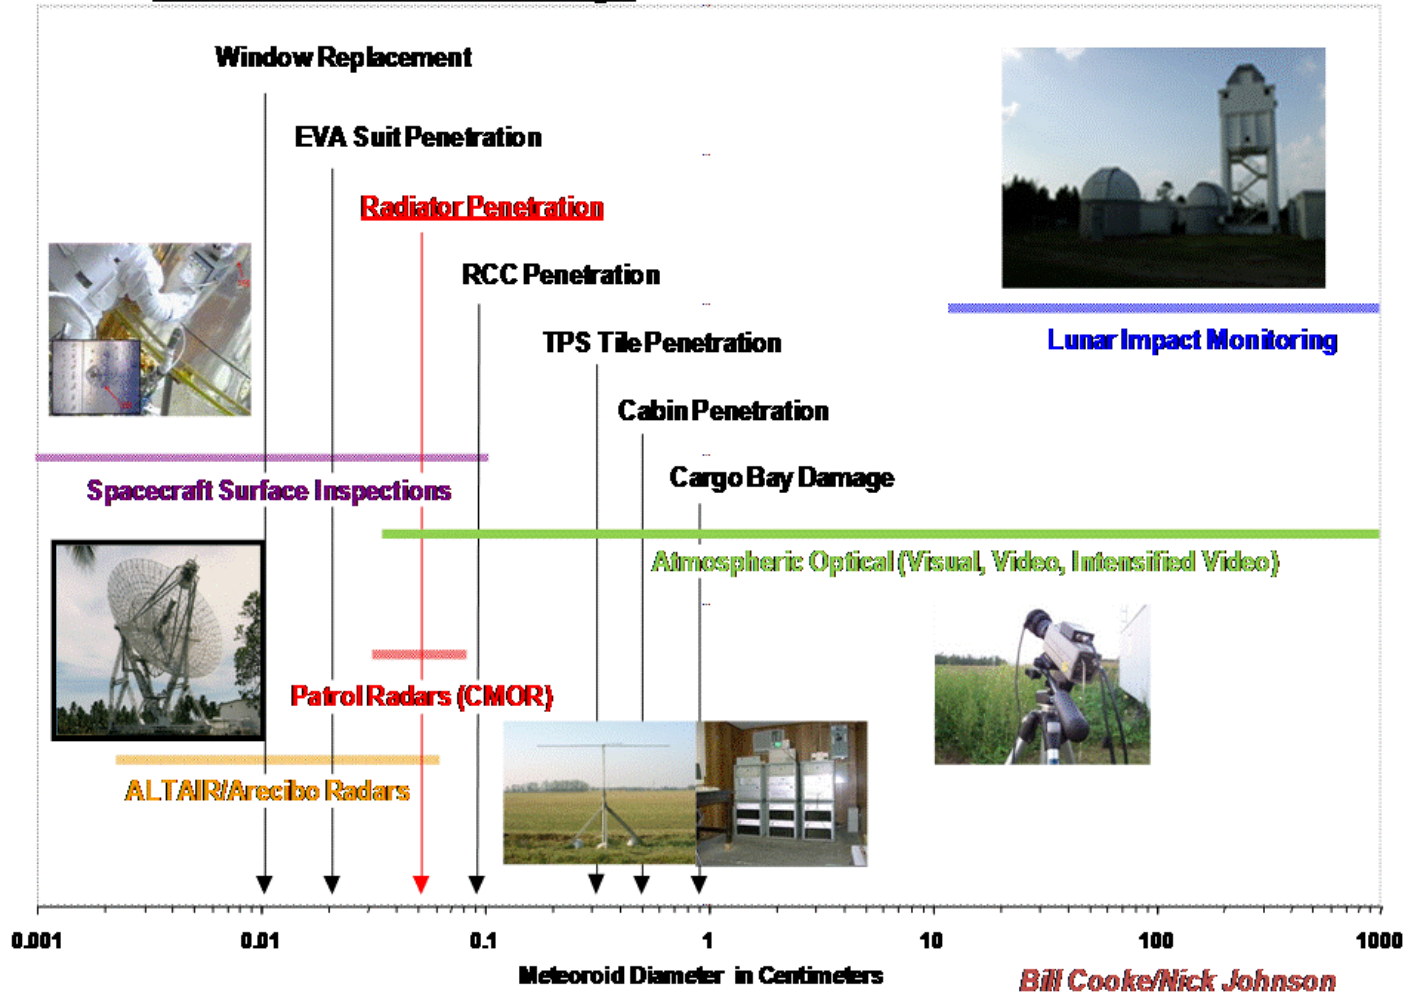 Window Replacement
EVA Suit Penetration
Radiator Penetration
RCC Penetration
TPS Tile Penetration
Lunar Impact Monitoring
Cabin Penetration
Cargo Bay Damage
Spacecraft Surface Inspections
Atmospheric Optical (Visual, Video, Intensified Video)
Patrol Radars (CMOR)
ALTAIR/Arecibo Radars
0.001 0.01 0.1 1 10 100 1000
Meteoroid Diameter in Centimeters
Bill Cooke/Nick Johnson